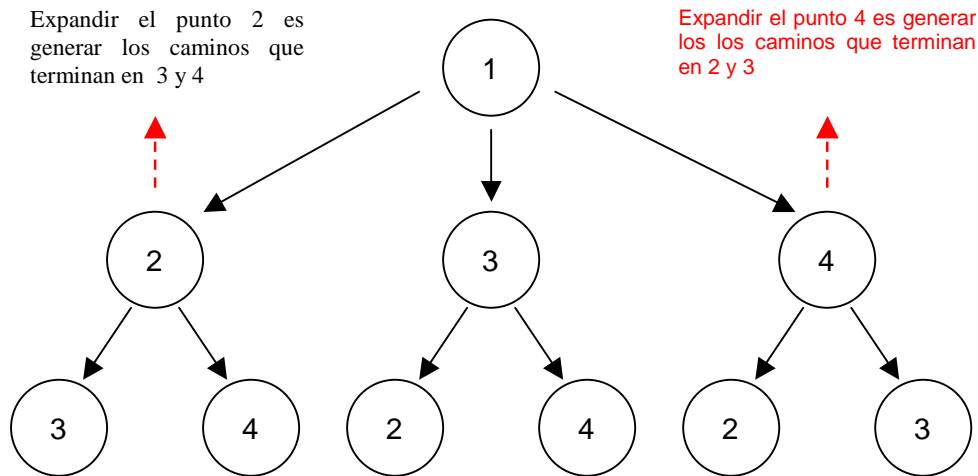 Expandir el punto 2 es
generar los caminos que
terminan en 3 y 4
Expandir el punto 4 es generar
los los caminos que terminan
en 2 y 3
1
2
3
4
3
4
2
4
2
3